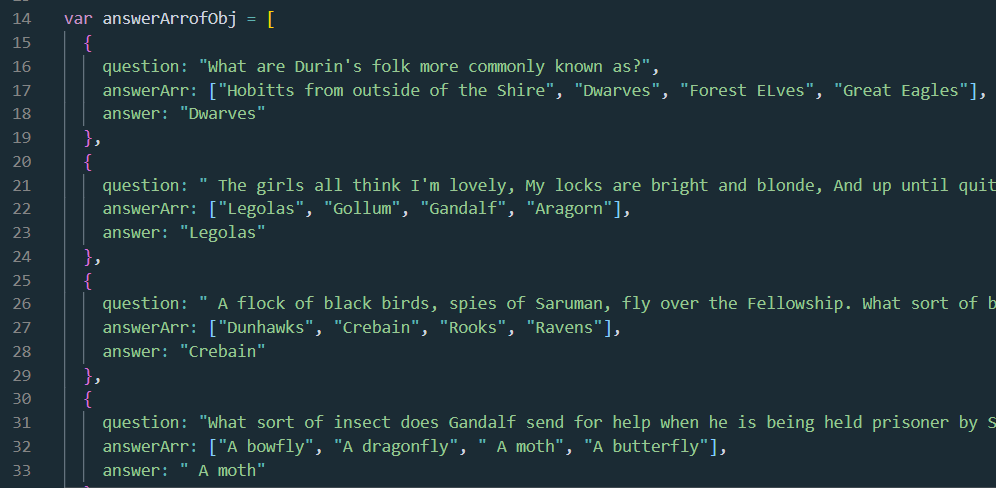 14 var answerArrofObj = [
15 {
16 question: "What are Durin's folk more commonly known as?",
17 answerArr: ["Hobitts from outside of the Shire", "Dwarves", "Forest ELves", "Great Eagles"],
18 answer: "Dwarves"
19 },
20 {
21 question: " The girls all think I'm lovely, My locks are bright and blonde, And up until quit
22 answerArr: ["Legolas", "Gollum", "Gandalf", "Aragorn"],
23 answer: "Legolas"
24 },
25 {
26 question: " A flock of black birds, spies of Saruman, fly over the Fellowship. What sort of b
27 answerArr: ["Dunhawks", "Crebain", "Rooks", "Ravens"],
28 answer: "Crebain"
29 },
30 {
31 question: "What sort of insect does Gandalf send for help when he is being held prisoner by S
32 answerArr: ["A bowfly", "A dragonfly", " A moth", "A butterfly"],
33 answer: " A moth"